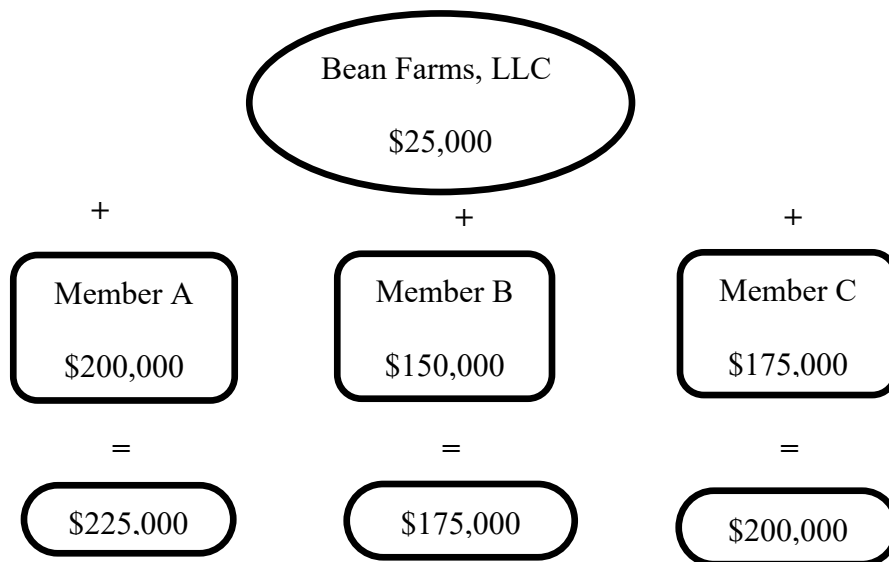 Bean Farms, LLC
$25,000
+ + +
Member A Member B Member C
$200,000 $150,000 $175,000
= = =
$225,000 $175,000 $200,000